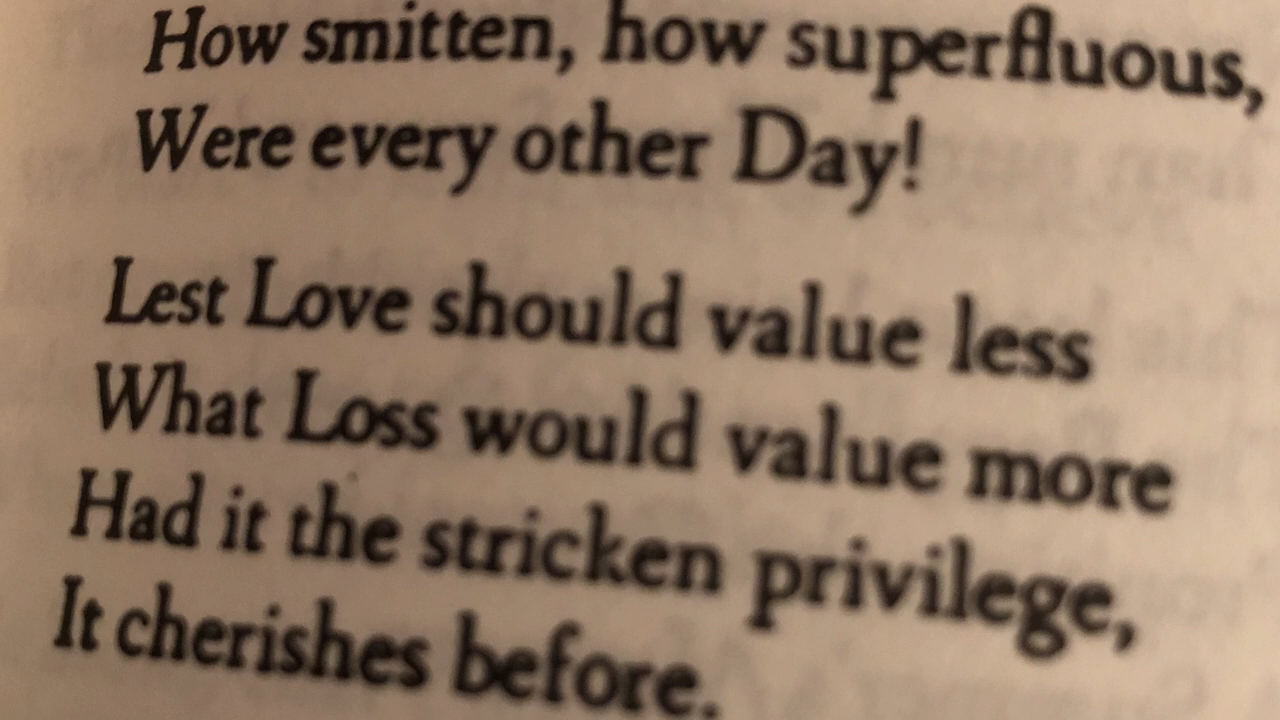 How smitten, how superfluous,
Were every other Day!
Lest Love should value less
What Loss would value more
Had it the stricken privilege,
It cherishes before.